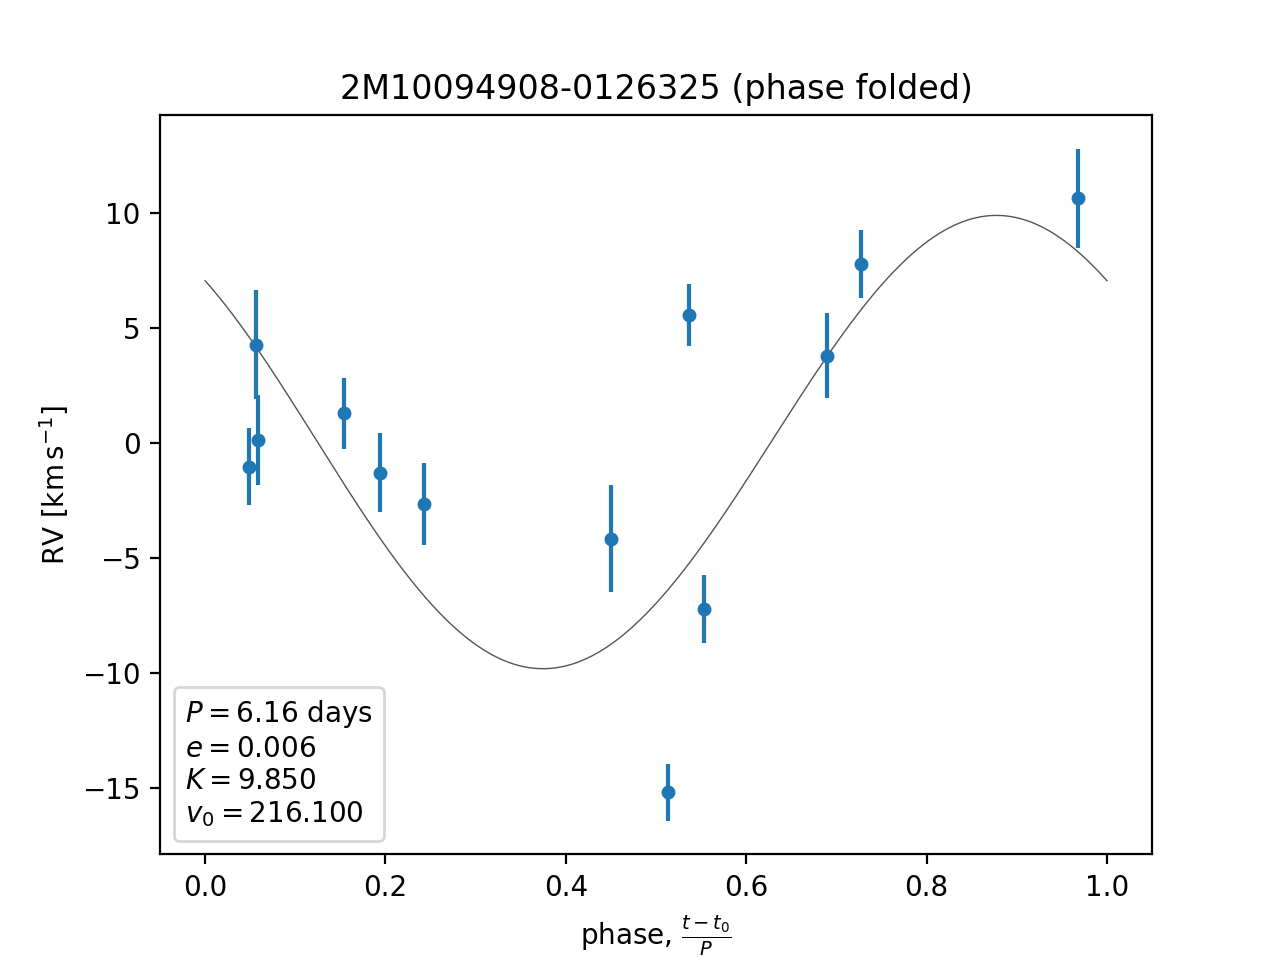 2M10094908-0126325 (phase folded)
10
5
0
−5
−10
−15
RV [km s⁻¹]
P = 6.16 days
e = 0.006
K = 9.850
v₀ = 216.100
0.0 0.2 0.4 0.6 0.8 1.0
phase, (t − t₀)/P